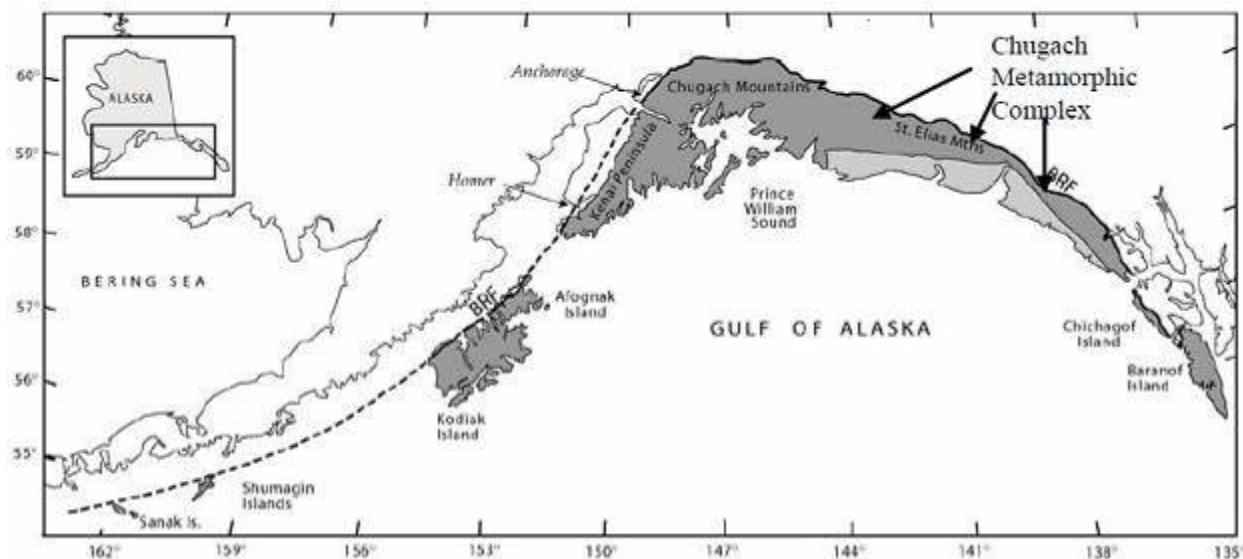 60°
59°
58°
57°
56°
55°
ALASKA
Anchorage
Homer
Chugach Mountains
Kenai Peninsula
Chugach
Metamorphic
Complex
St. Elias Mtns
BRF
Prince
William
Sound
BERING SEA
BRF
Afognak
Island
GULF OF ALASKA
Chichagof
Island
Baranof
Island
Kodiak
Island
Shumagin
Islands
Sanak Is.
162° 159° 156° 153° 150° 144° 141° 138° 135